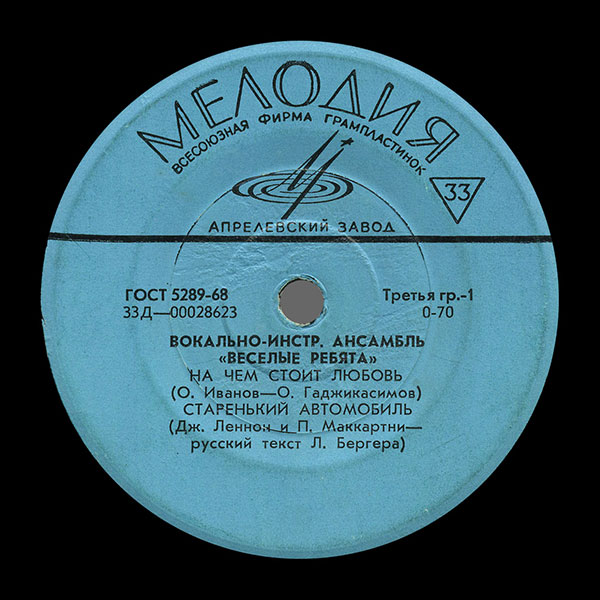 МЕЛОДИЯ
ВСЕСОЮЗНАЯ ФИРМА ГРАМПЛАСТИНОК
33
АПРЕЛЕВСКИЙ ЗАВОД
ГОСТ 5289-68 Третья гр.-1
33Д—00028623 0-70
ВОКАЛЬНО-ИНСТР. АНСАМБЛЬ
«ВЕСЕЛЫЕ РЕБЯТА»
НА ЧЕМ СТОИТ ЛЮБОВЬ
(О. Иванов—О. Гаджикасимов)
СТАРЕНЬКИЙ АВТОМОБИЛЬ
(Дж. Леннон и П. Маккартни—
русский текст Л. Бергера)